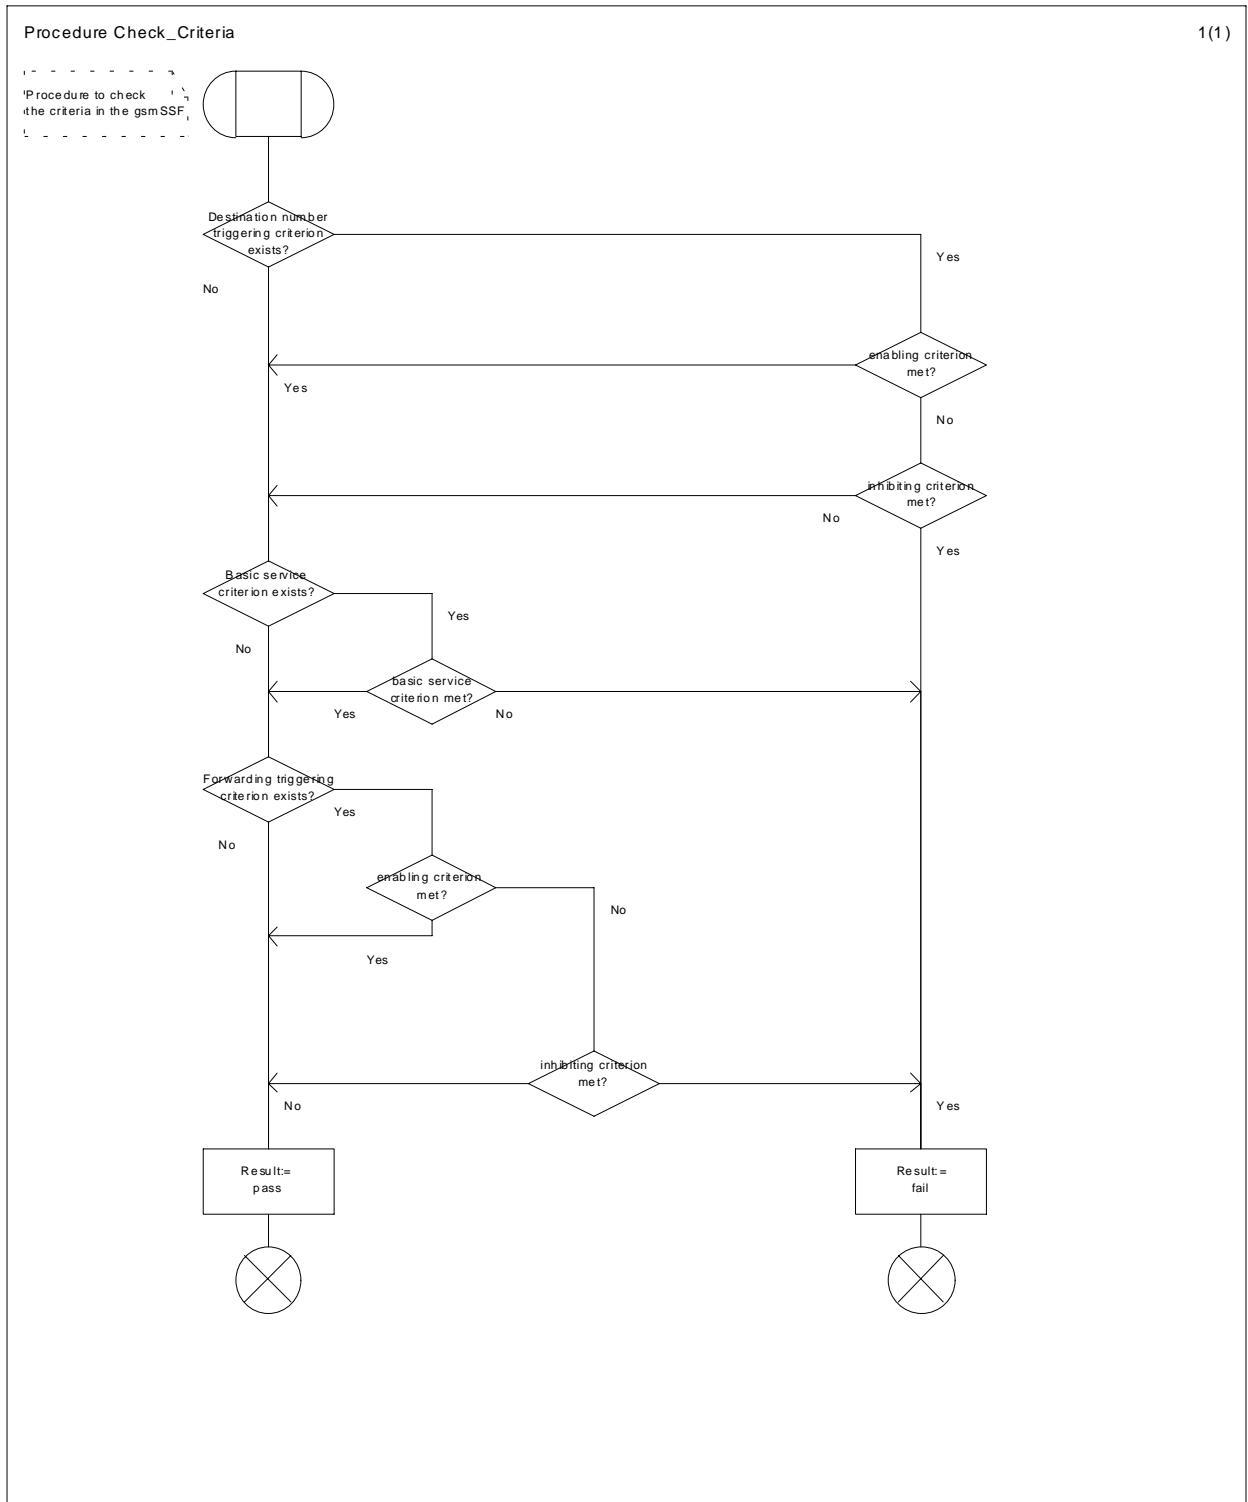 Procedure Check_Criteria
1(1)
Procedure to check
the criteria in the gsmSSF
Destination number
triggering criterion
exists?
Yes
No
enabling criterion
met?
Yes
No
inhibiting criterion
met?
No
Yes
Basic service
criterion exists?
Yes
No
basic service
criterion met?
Yes
No
Forwarding triggering
criterion exists?
Yes
No
enabling criterion
met?
No
Yes
inhibiting criterion
met?
No
Yes
Result:=
pass
Result:=
fail